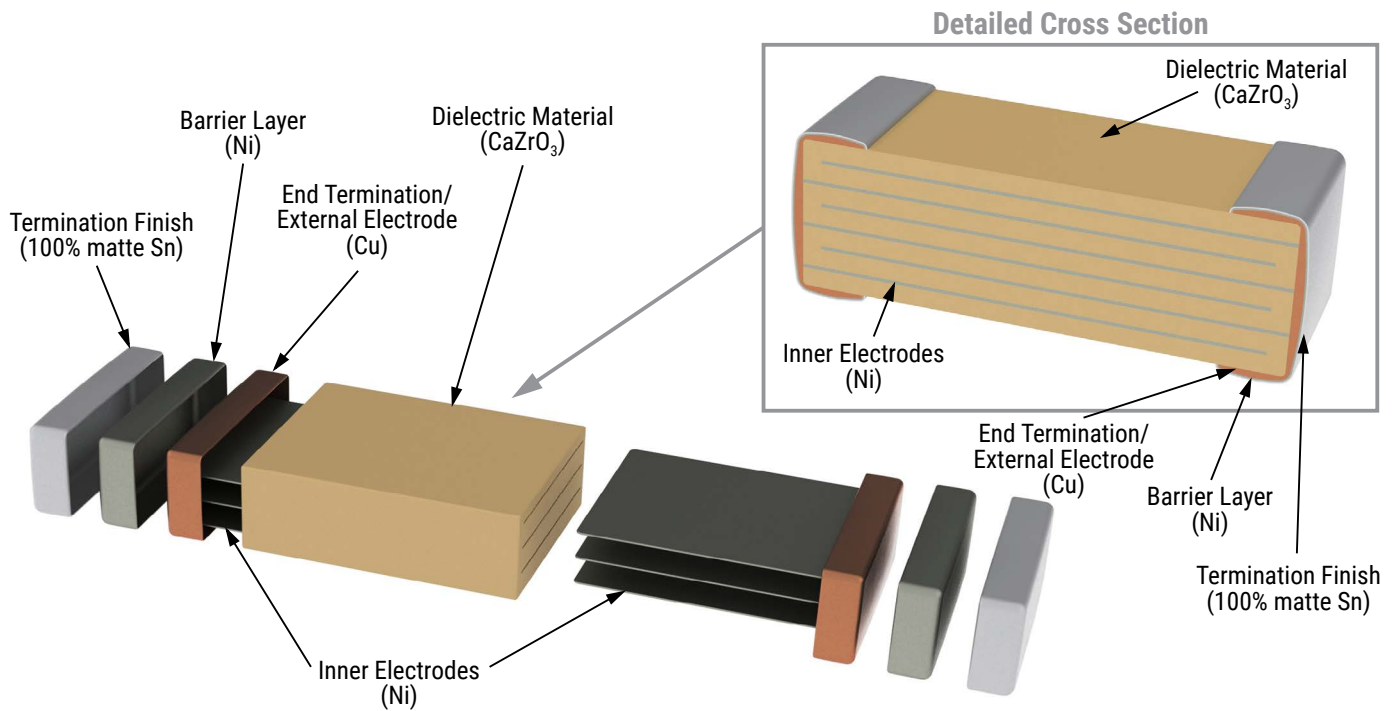 Detailed Cross Section
Dielectric Material
(CaZrO₃)
Barrier Layer
(Ni)
Dielectric Material
(CaZrO₃)
End Termination/
External Electrode
(Cu)
Termination Finish
(100% matte Sn)
Inner Electrodes
(Ni)
End Termination/
External Electrode
(Cu)
Barrier Layer
(Ni)
Termination Finish
(100% matte Sn)
Inner Electrodes
(Ni)